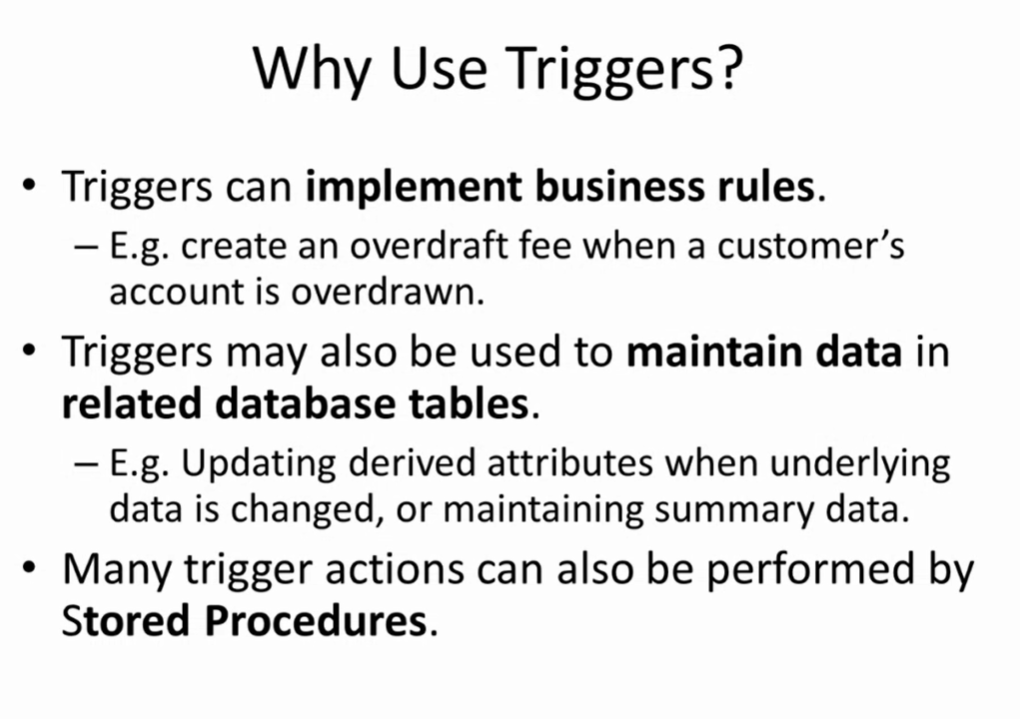 Why Use Triggers?
• Triggers can implement business rules.
– E.g. create an overdraft fee when a customer’s
account is overdrawn.
• Triggers may also be used to maintain data in
related database tables.
– E.g. Updating derived attributes when underlying
data is changed, or maintaining summary data.
• Many trigger actions can also be performed by
Stored Procedures.